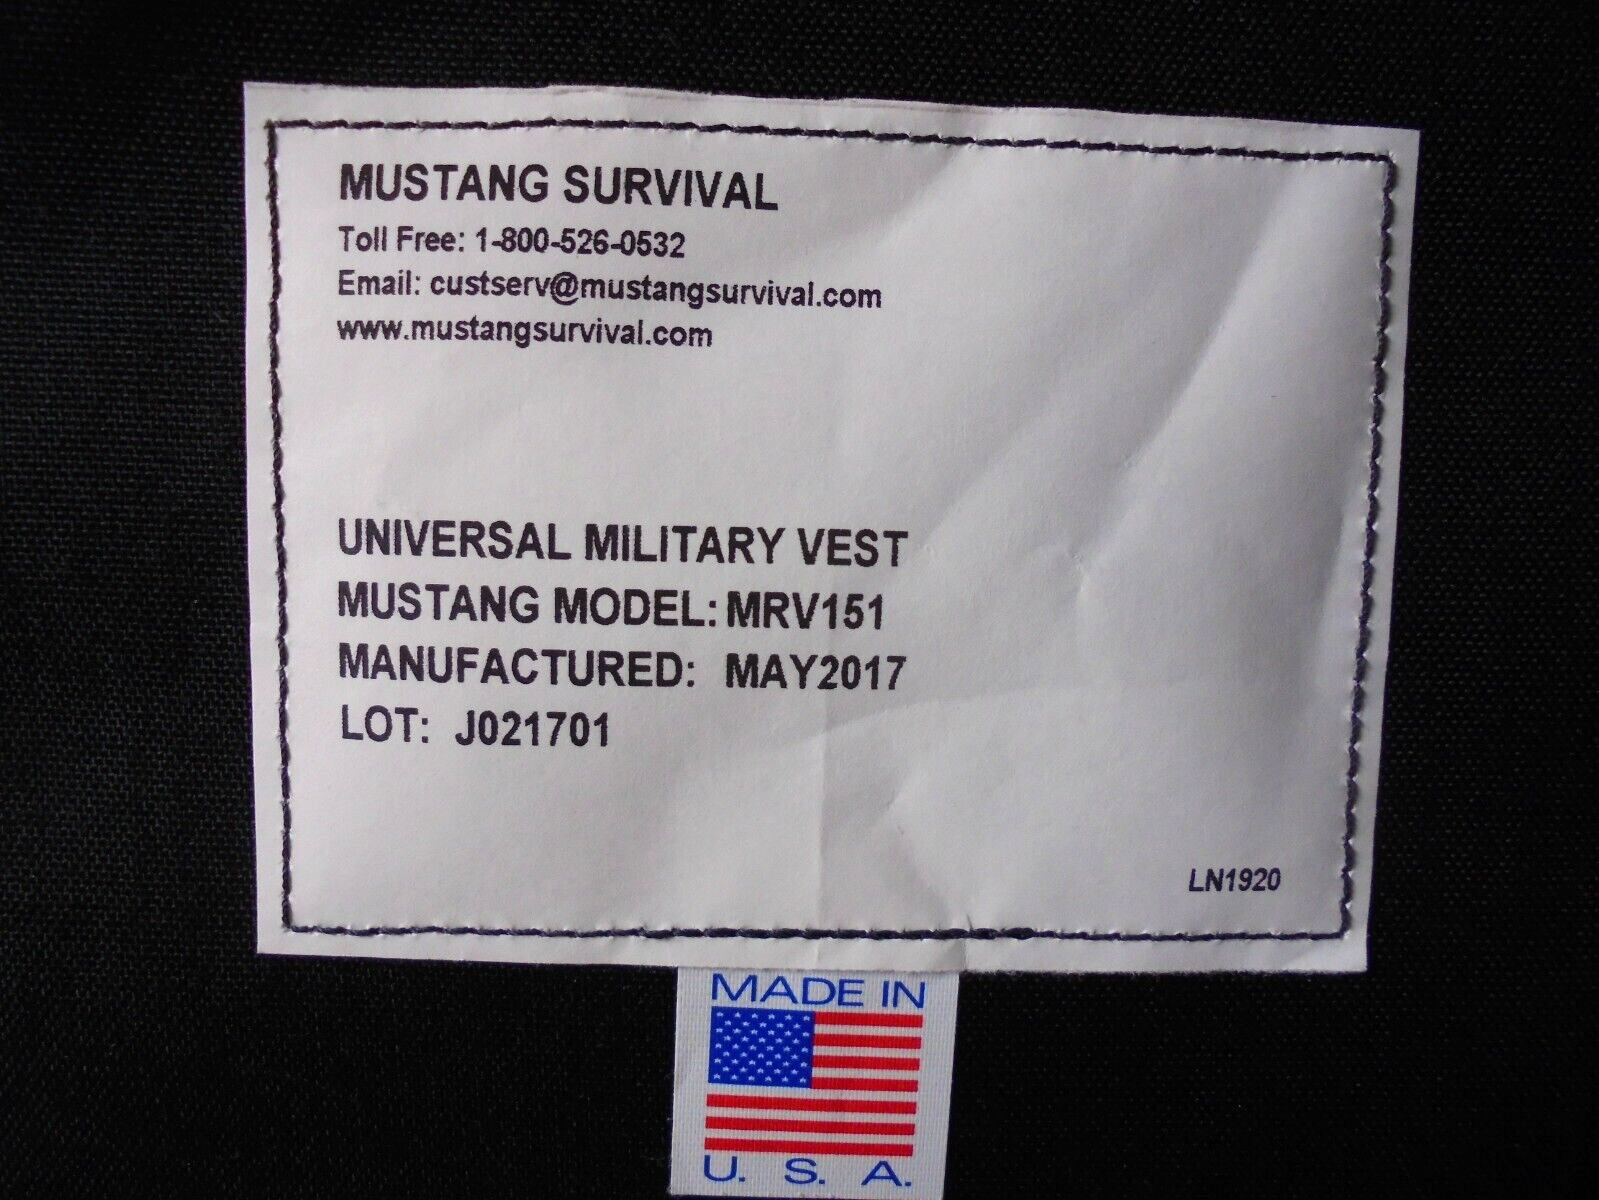 MUSTANG SURVIVAL
Toll Free: 1-800-526-0532
Email: custserv@mustangsurvival.com
www.mustangsurvival.com
UNIVERSAL MILITARY VEST
MUSTANG MODEL: MRV151
MANUFACTURED: MAY2017
LOT: J021701
LN1920
MADE IN
U. S. A.